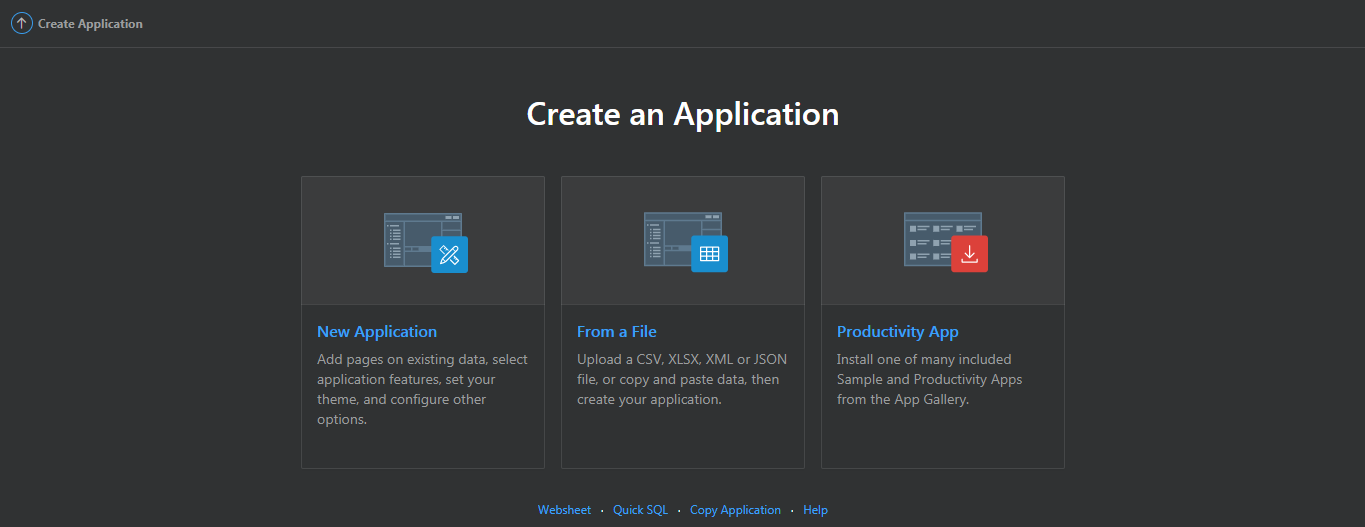 Create Application
Create an Application
New Application
Add pages on existing data, select
application features, set your
theme, and configure other
options.
From a File
Upload a CSV, XLSX, XML or JSON
file, or copy and paste data, then
create your application.
Productivity App
Install one of many included
Sample and Productivity Apps
from the App Gallery.
Websheet · Quick SQL · Copy Application · Help